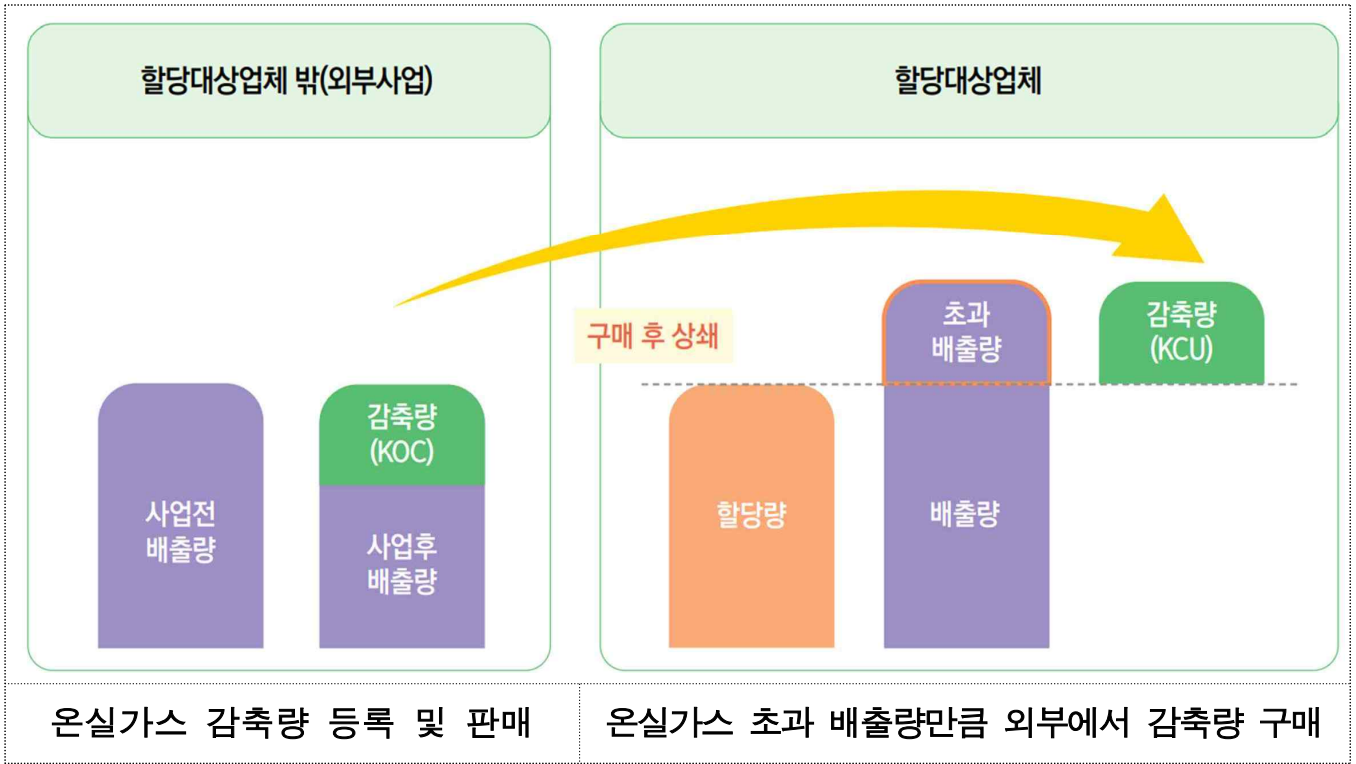 할당대상업체 밖(외부사업)
사업전
배출량
감축량
(KOC)
사업후
배출량
할당대상업체
구매 후 상쇄
할당량
초과
배출량
배출량
감축량
(KCU)
온실가스 감축량 등록 및 판매
온실가스 초과 배출량만큼 외부에서 감축량 구매